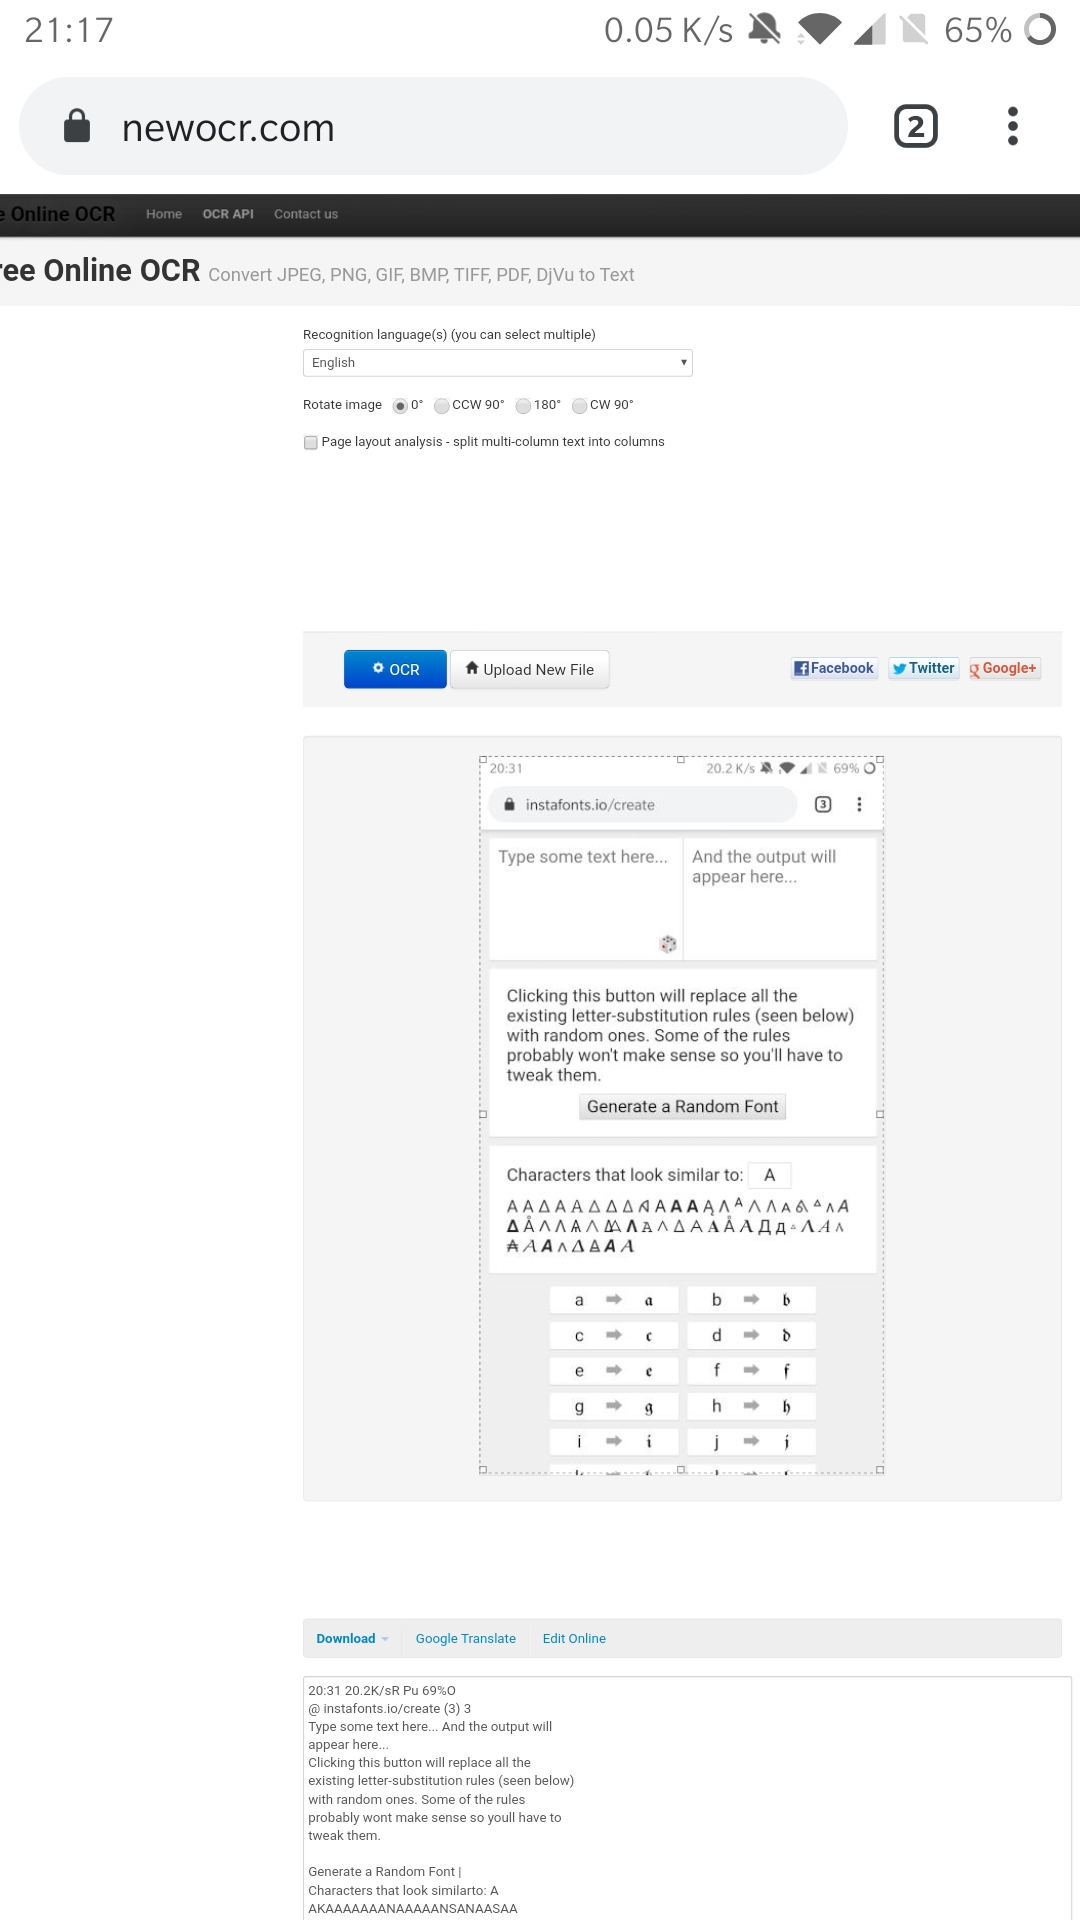 21:17 0.05 K/s 65%
newocr.com 2
e Online OCR Home OCR API Contact us
ree Online OCR Convert JPEG, PNG, GIF, BMP, TIFF, PDF, DjVu to Text
Recognition language(s) (you can select multiple)
English
Rotate image 0° CCW 90° 180° CW 90°
Page layout analysis - split multi-column text into columns
OCR Upload New File Facebook Twitter Google+
20:31 20.2 K/s 69%
instafonts.io/create 3
Type some text here... And the output will
appear here...
Clicking this button will replace all the
existing letter-substitution rules (seen below)
with random ones. Some of the rules
probably won't make sense so you'll have to
tweak them.
Generate a Random Font
Characters that look similar to: A
a ➡ 𝖆 b ➡ 𝖇
c ➡ 𝖈 d ➡ 𝖉
e ➡ 𝖊 f ➡ 𝖋
g ➡ 𝖌 h ➡ 𝖍
i ➡ 𝖎 j ➡ 𝖏
Download Google Translate Edit Online
20:31 20.2K/sR Pu 69%O
@ instafonts.io/create (3) 3
Type some text here... And the output will
appear here...
Clicking this button will replace all the
existing letter-substitution rules (seen below)
with random ones. Some of the rules
probably wont make sense so youll have to
tweak them.
Generate a Random Font |
Characters that look similarto: A
AKAAAAAAANAAAAANSANAASAA